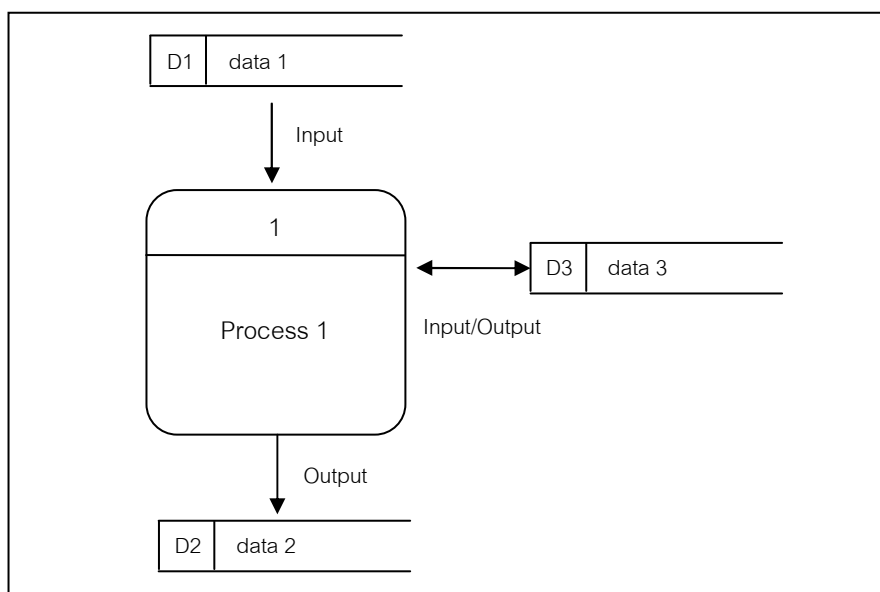 D1 data 1
Input
1
Process 1
D3 data 3
Input/Output
Output
D2 data 2